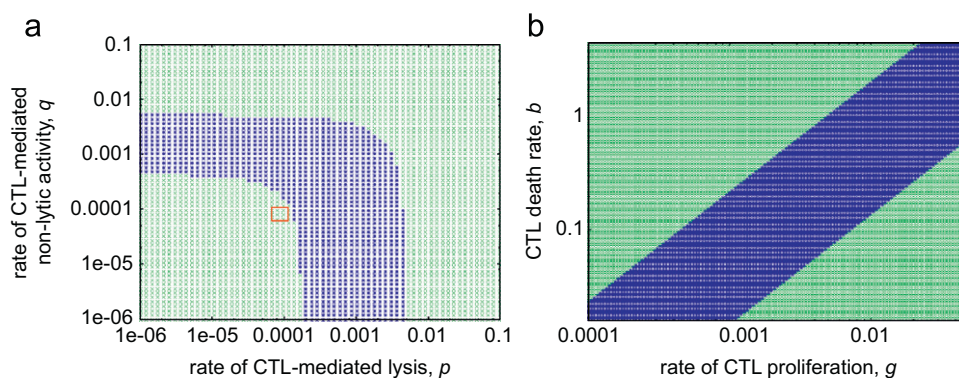 a
rate of CTL-mediated
non-lytic activity, q
0.1
0.01
0.001
0.0001
1e-05
1e-06
1e-06
1e-05
0.0001
0.001
0.01
0.1
rate of CTL-mediated lysis, p
b
CTL death rate, b
1
0.1
0.0001
0.001
0.01
rate of CTL proliferation, g